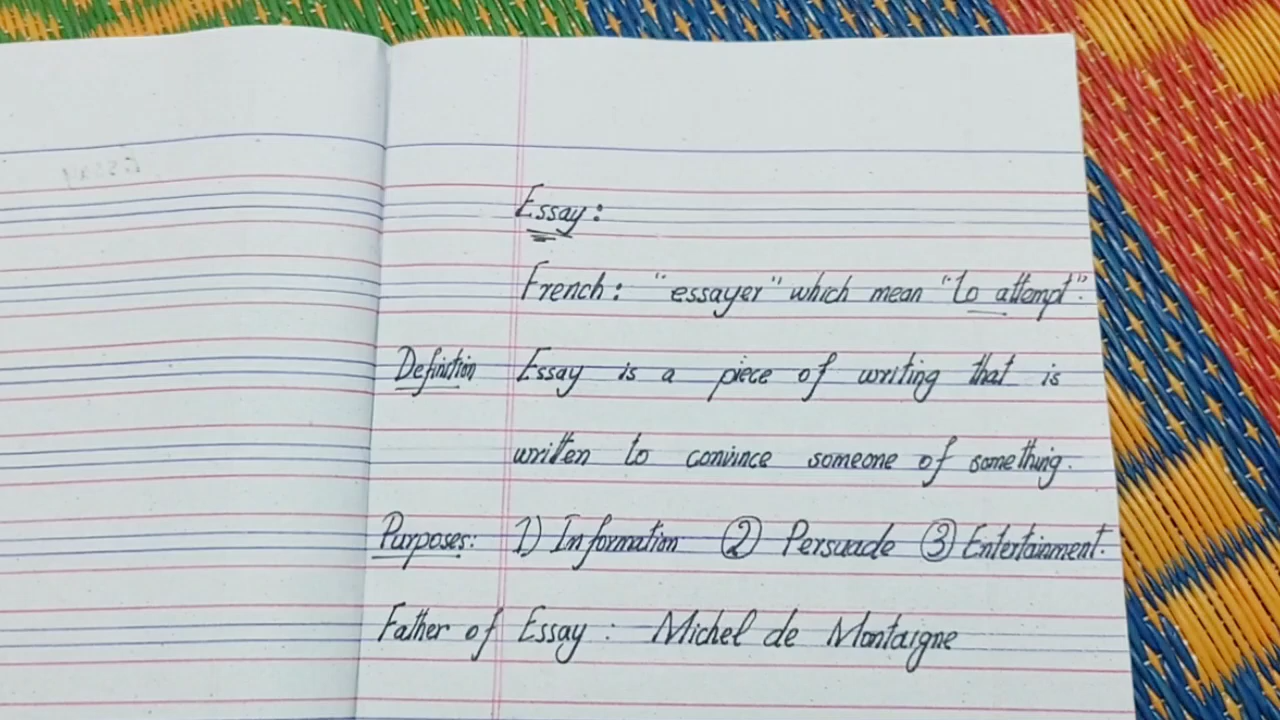 Essay
Essay:
French: "essayer" which mean "to attempt".
Definition Essay is a piece of writing that is
written to convince someone of something.
Purposes: 1) Information ② Persuade ③ Entertainment.
Father of Essay : Michel de Montaigne